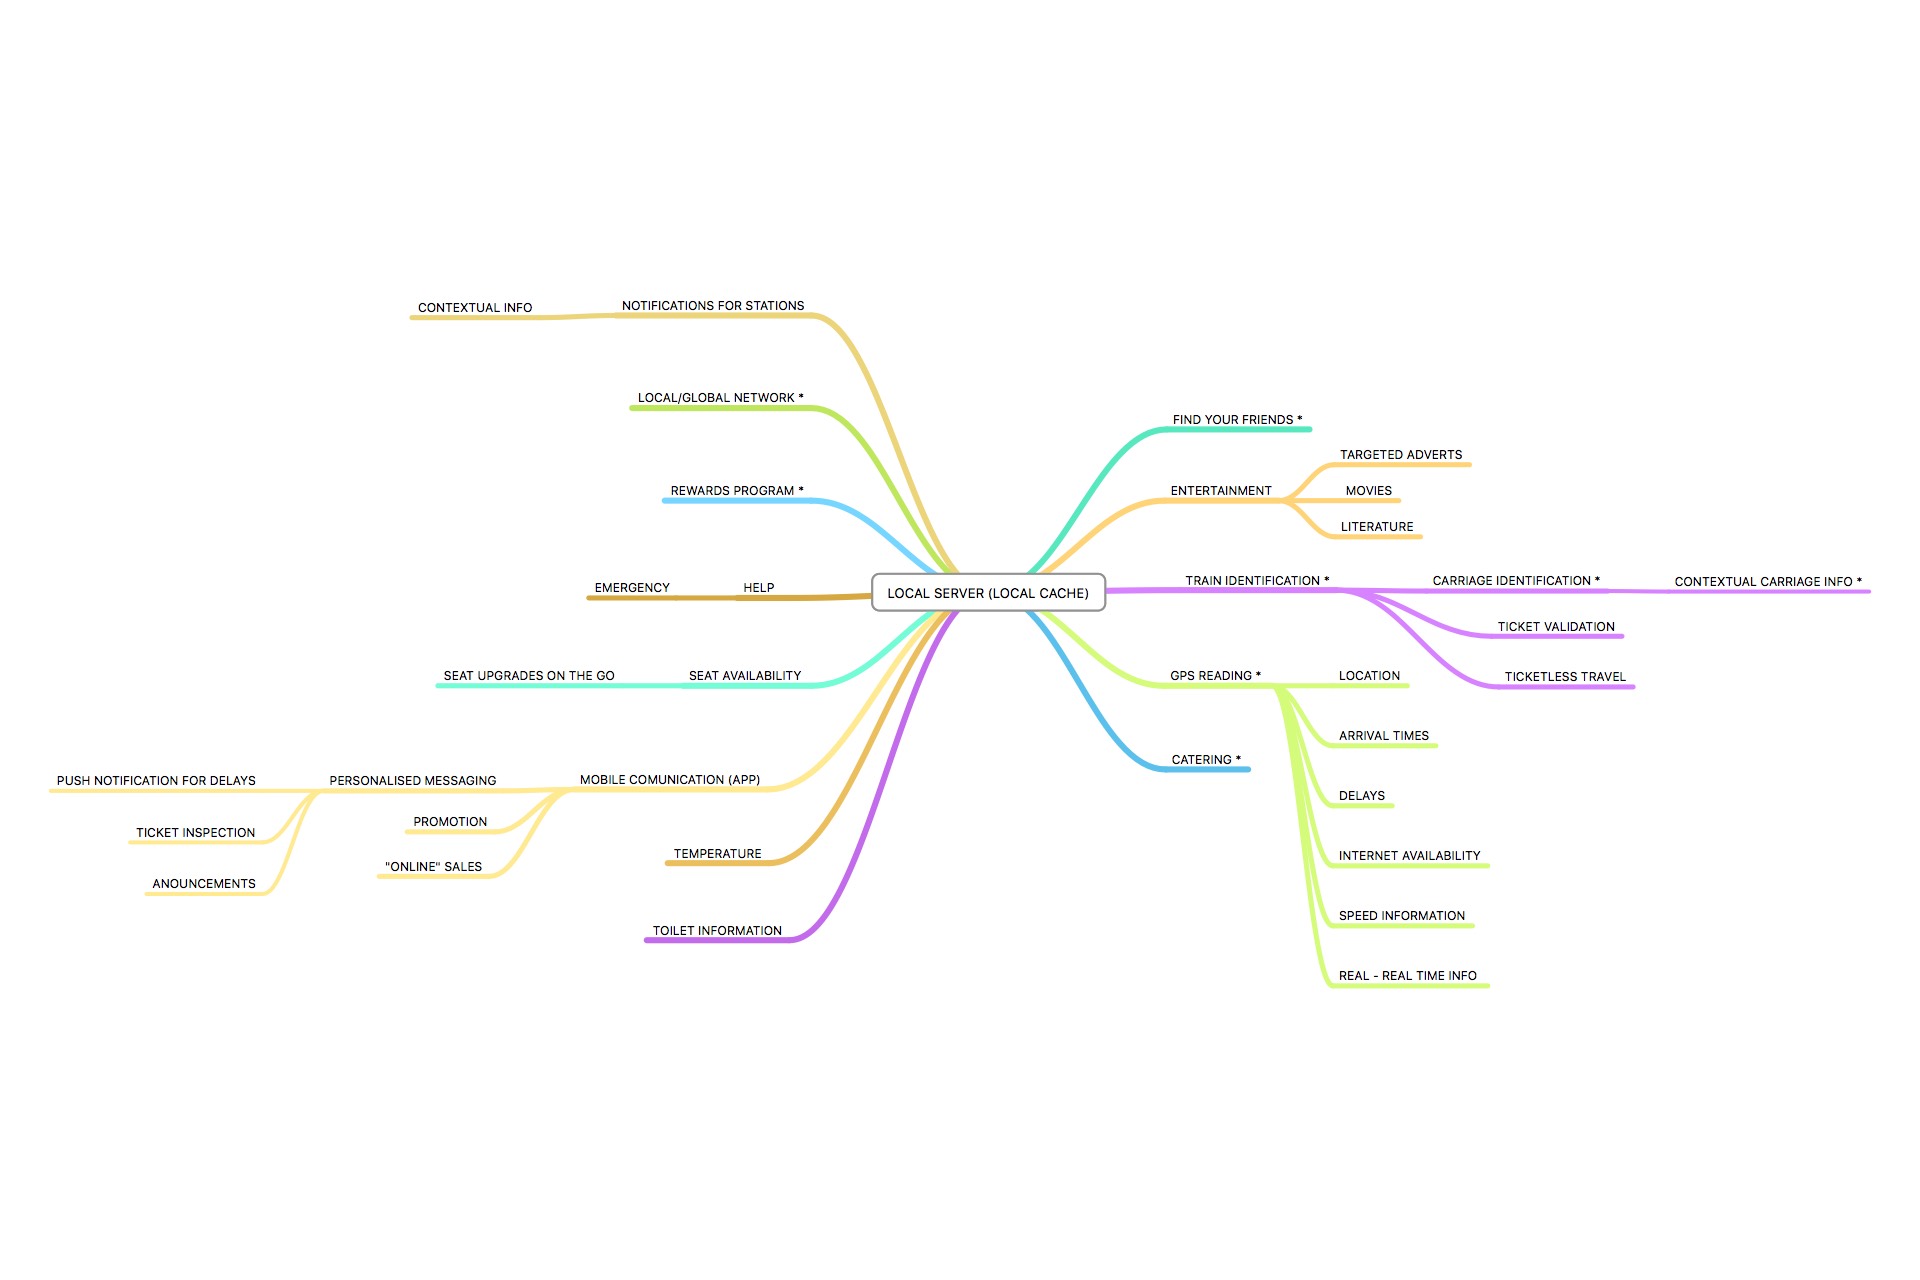 CONTEXTUAL INFO
NOTIFICATIONS FOR STATIONS
LOCAL/GLOBAL NETWORK *
REWARDS PROGRAM *
EMERGENCY
HELP
SEAT UPGRADES ON THE GO
SEAT AVAILABILITY
PUSH NOTIFICATION FOR DELAYS
PERSONALISED MESSAGING
MOBILE COMUNICATION (APP)
TICKET INSPECTION
PROMOTION
ANOUNCEMENTS
"ONLINE" SALES
TEMPERATURE
TOILET INFORMATION
LOCAL SERVER (LOCAL CACHE)
FIND YOUR FRIENDS *
ENTERTAINMENT
TARGETED ADVERTS
MOVIES
LITERATURE
TRAIN IDENTIFICATION *
CARRIAGE IDENTIFICATION *
CONTEXTUAL CARRIAGE INFO *
TICKET VALIDATION
TICKETLESS TRAVEL
GPS READING *
LOCATION
ARRIVAL TIMES
DELAYS
INTERNET AVAILABILITY
SPEED INFORMATION
REAL - REAL TIME INFO
CATERING *